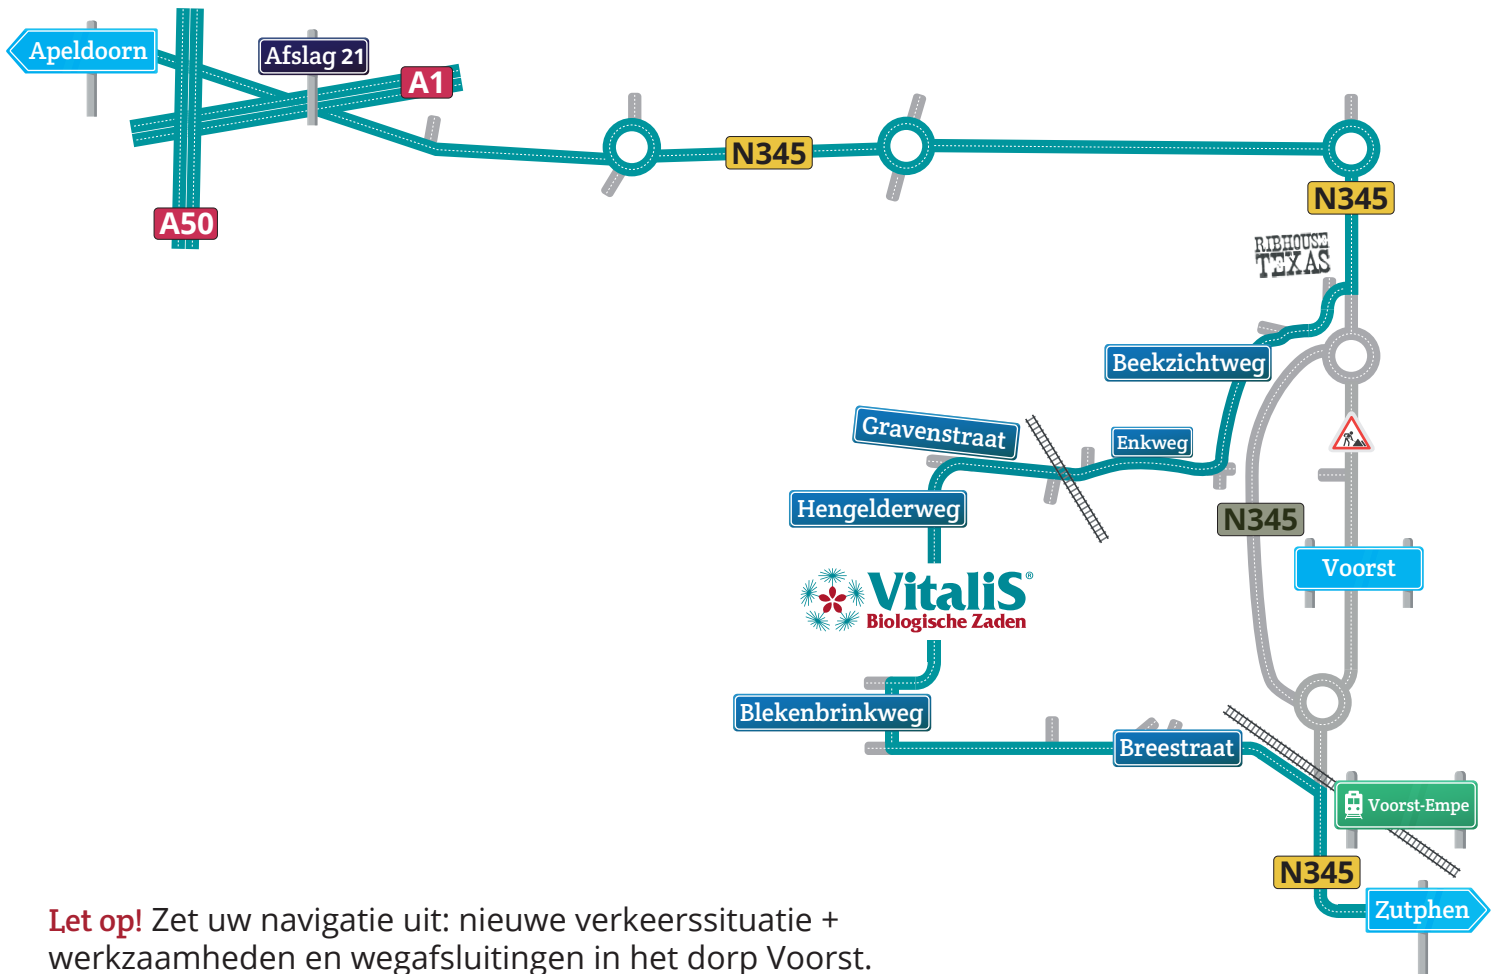 Apeldoorn
Afslag 21
A1
A50
N345
N345
RIBHOUSE
TEXAS
Beekzichtweg
Enkweg
Gravenstraat
Hengelderweg
N345
Voorst
VitaliS®
Biologische Zaden
Blekenbrinkweg
Breestraat
Voorst-Empe
N345
Zutphen
Let op! Zet uw navigatie uit: nieuwe verkeerssituatie +
werkzaamheden en wegafsluitingen in het dorp Voorst.